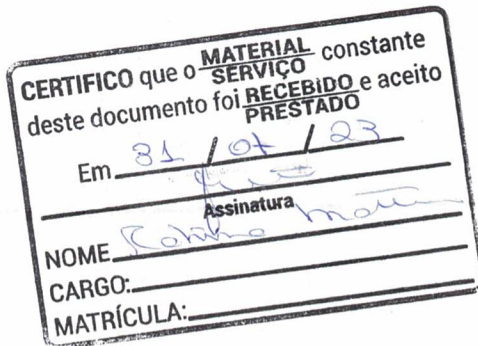 CERTIFICO que o MATERIAL constante
SERVIÇO
deste documento foi RECEBIDO e aceito
PRESTADO
Em 31 / 07 / 23
Assinatura
NOME
CARGO:
MATRÍCULA: